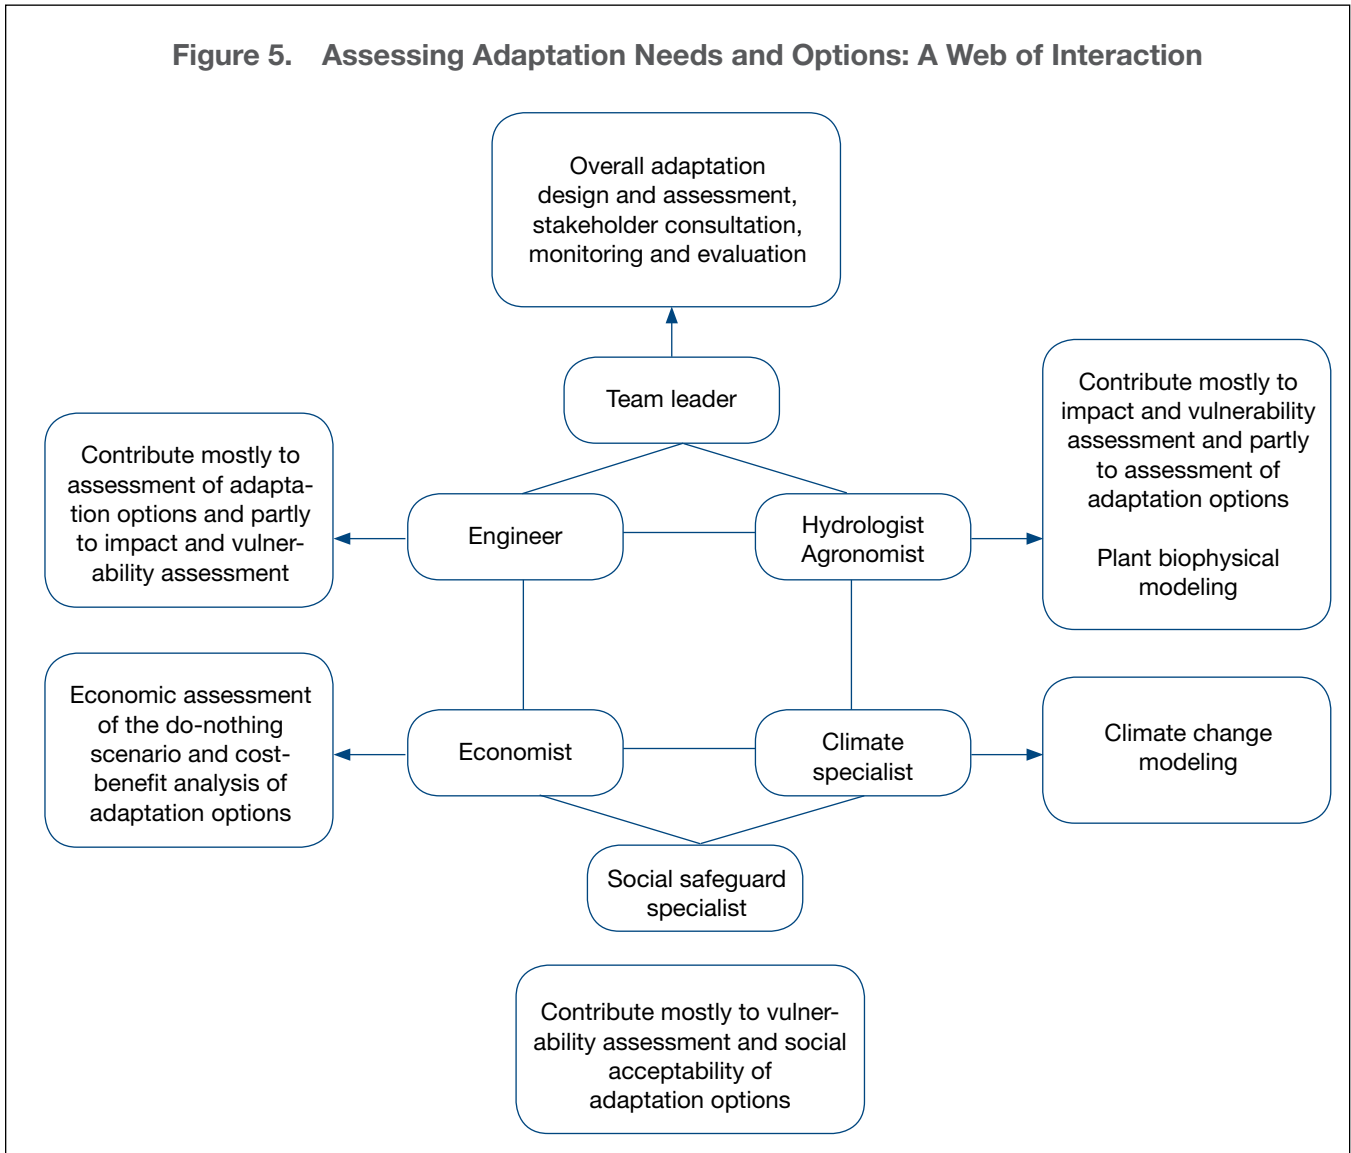 Figure 5. Assessing Adaptation Needs and Options: A Web of Interaction
Overall adaptation
design and assessment,
stakeholder consultation,
monitoring and evaluation
Team leader
Contribute mostly to
assessment of adapta-
tion options and partly
to impact and vulner-
ability assessment
Engineer
Hydrologist
Agronomist
Contribute mostly to
impact and vulnerability
assessment and partly
to assessment of
adaptation options
Plant biophysical
modeling
Economic assessment
of the do-nothing
scenario and cost-
benefit analysis of
adaptation options
Economist
Climate
specialist
Climate change
modeling
Social safeguard
specialist
Contribute mostly to vulner-
ability assessment and social
acceptability of
adaptation options